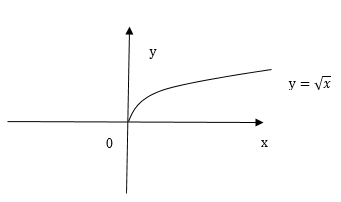 y
y = √x
0
x